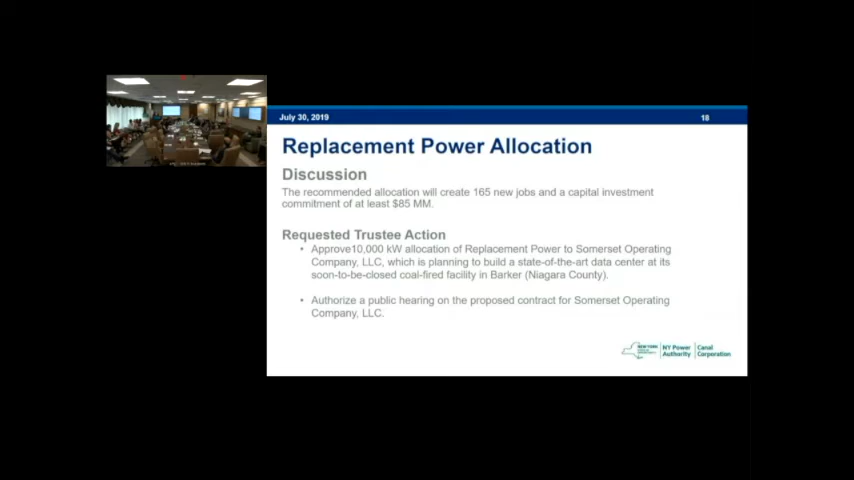 July 30, 2019
18
Replacement Power Allocation
Discussion
The recommended allocation will create 165 new jobs and a capital investment
commitment of at least $85 MM.
Requested Trustee Action
• Approve10,000 kW allocation of Replacement Power to Somerset Operating
Company, LLC, which is planning to build a state-of-the-art data center at its
soon-to-be-closed coal-fired facility in Barker (Niagara County).
• Authorize a public hearing on the proposed contract for Somerset Operating
Company, LLC.
NEW YORK
NY Power
Authority
Canal
Corporation